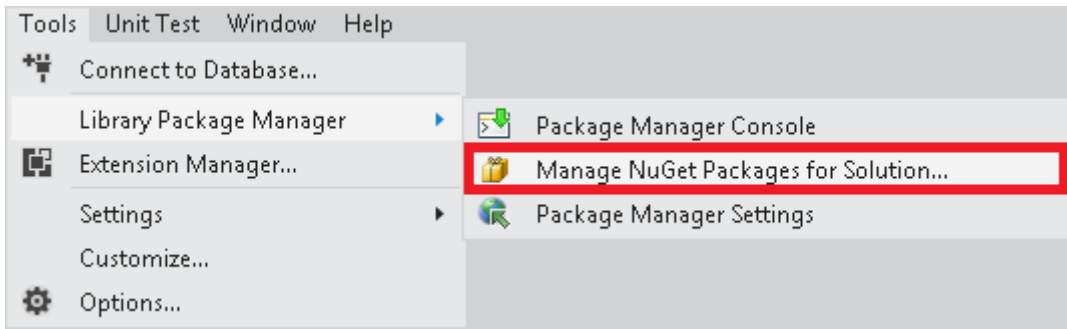 Tools Unit Test Window Help
Connect to Database...
Library Package Manager
Package Manager Console
Extension Manager...
Manage NuGet Packages for Solution...
Settings
Package Manager Settings
Customize...
Options...